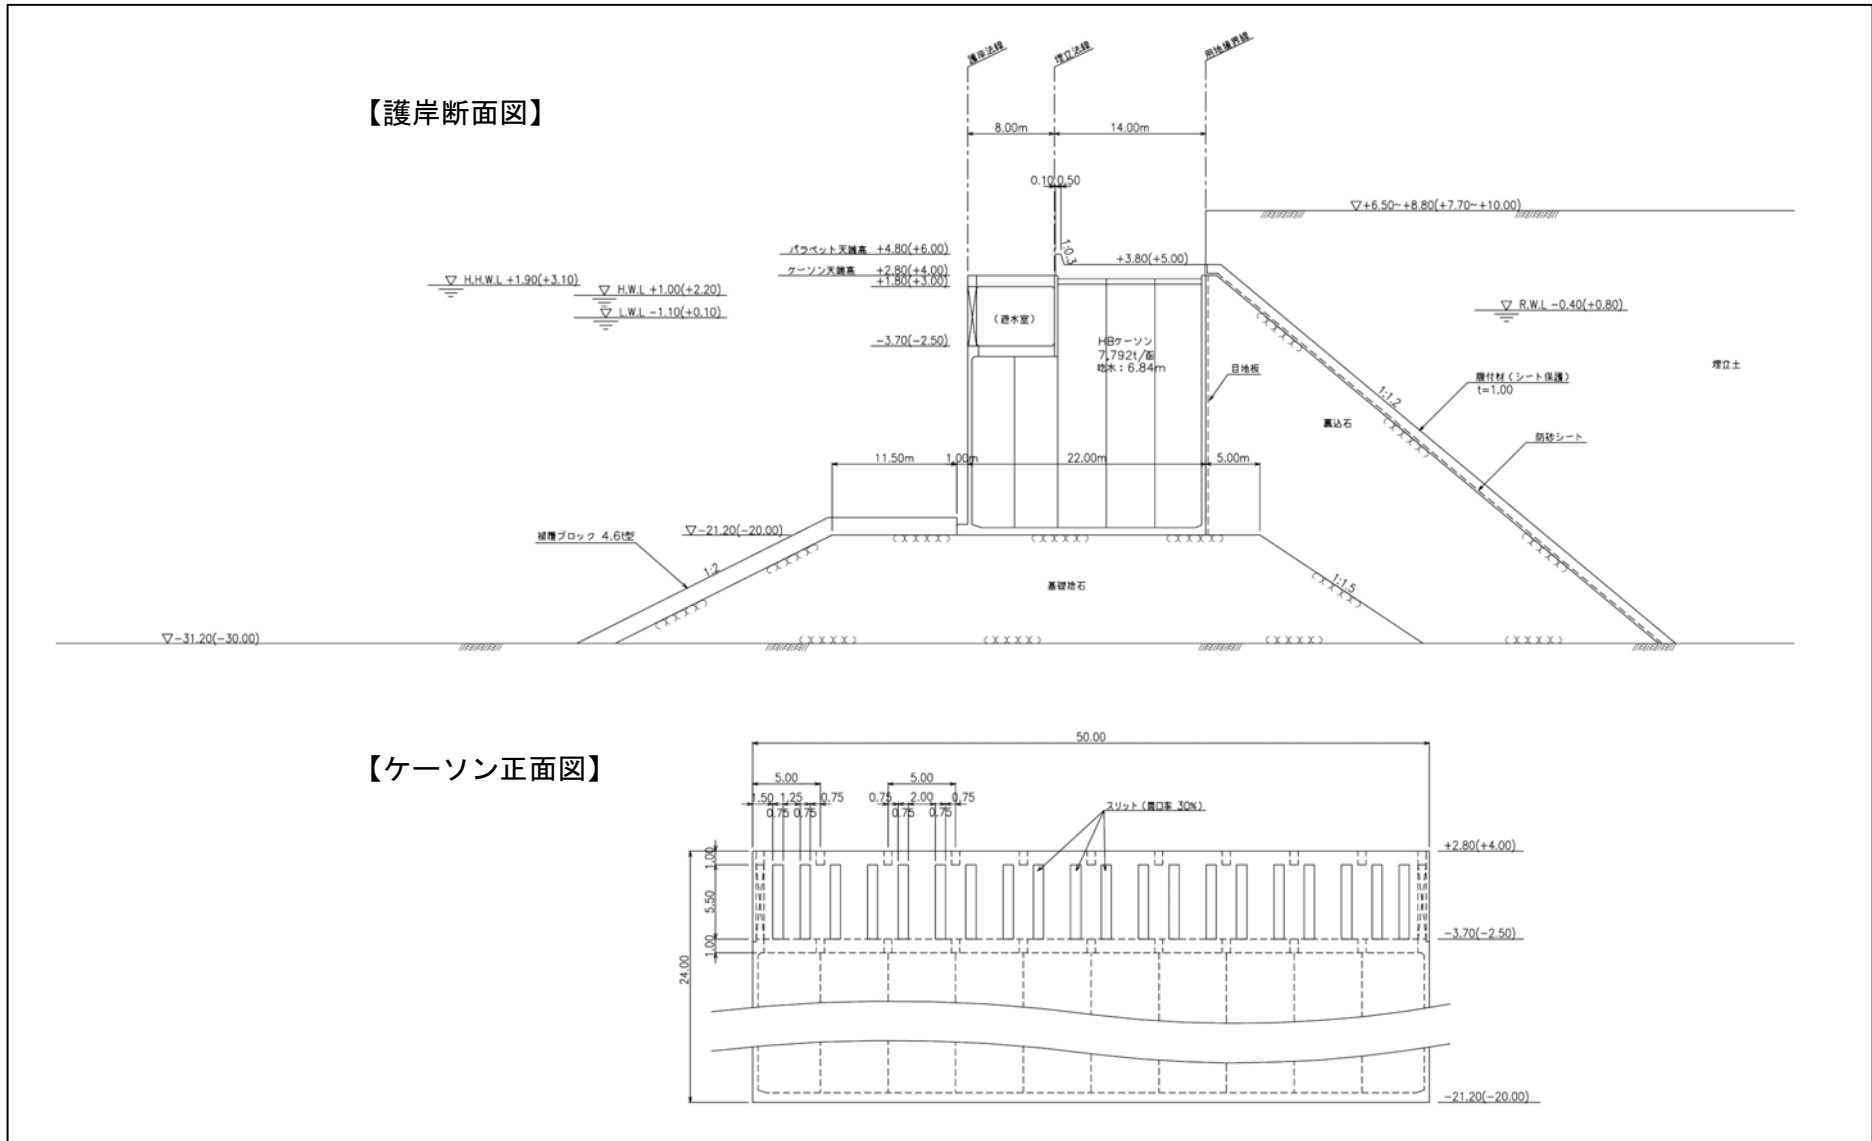 護岸法線
埋立法線
用地境界線
【護岸断面図】
8.00m
14.00m
0.10
0.50
▽+6.50~+8.80(+7.70~+10.00)
パラペット天端高 +4.80(+6.00)
1:0.3
+3.80(+5.00)
ケーソン天端高 +2.80(+4.00)
+1.80(+3.00)
▽ H.H.W.L +1.90(+3.10)
▽ H.W.L +1.00(+2.20)
▽ L.W.L -1.10(+0.10)
▽ R.W.L -0.40(+0.80)
(遊水室)
-3.70(-2.50)
HBケーソン
7,792t/函
吃水:6.84m
目地板
埋立土
腹付材(シート保護)
t=1.00
1:1.2
裏込石
防砂シート
11.50m
1.00m
22.00m
5.00m
▽-21.20(-20.00)
被覆ブロック 4.6t型
1:2
基礎捨石
1:1.5
▽-31.20(-30.00)
【ケーソン正面図】
50.00
5.00
5.00
1.50
1.25
0.75
0.75
2.00
0.75
0.75
0.75
0.75
0.75
スリット(開口率 30%)
+2.80(+4.00)
1.00
5.50
1.00
24.00
-3.70(-2.50)
-21.20(-20.00)